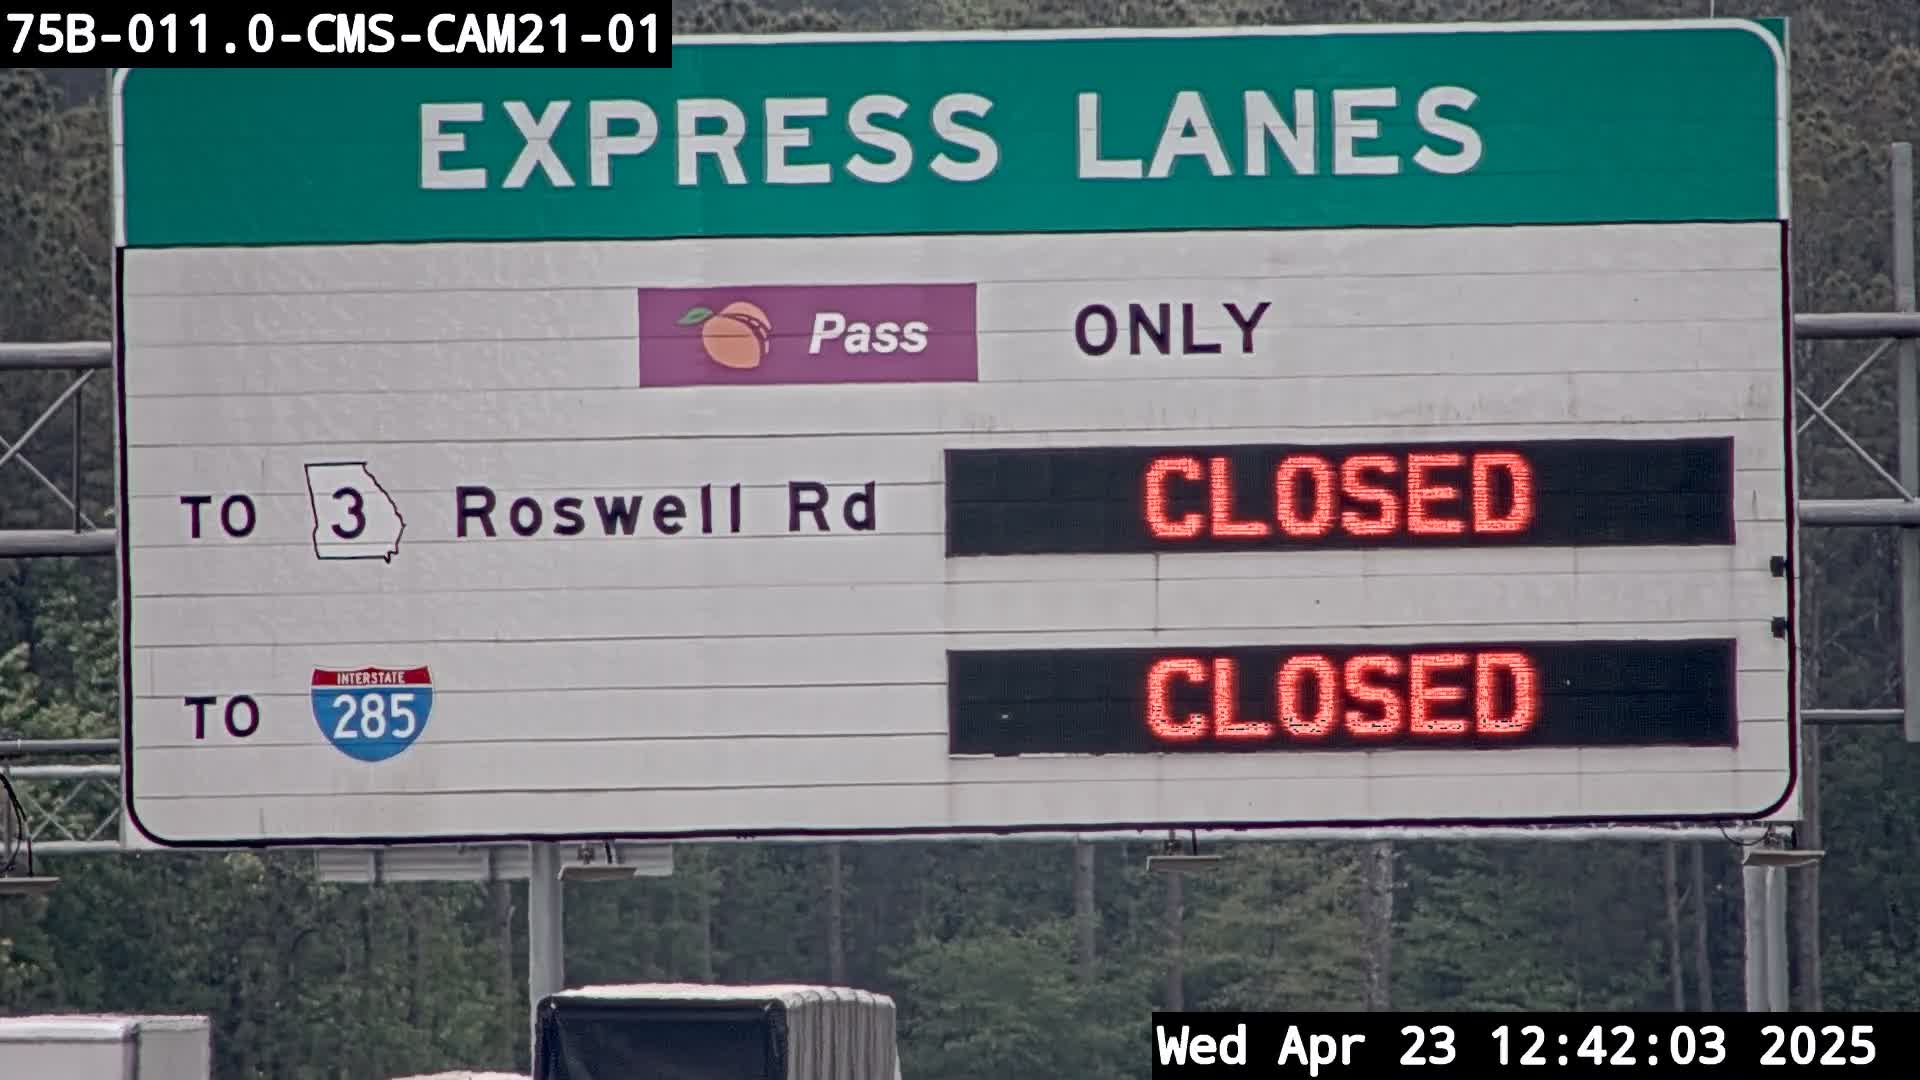 75B-011.0-CMS-CAM21-01
EXPRESS LANES
Pass ONLY
TO 3 Roswell Rd CLOSED
INTERSTATE
TO 285 CLOSED
Wed Apr 23 12:42:03 2025